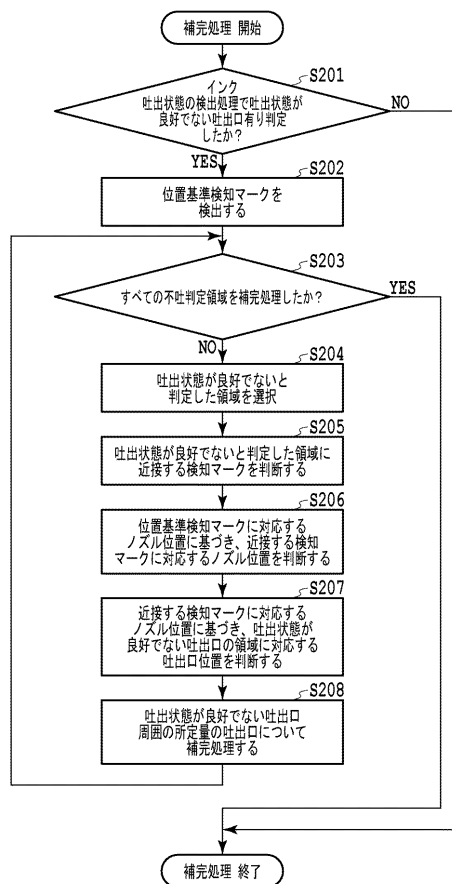 補完処理 開始
S201
インク
吐出状態の検出処理で吐出状態が
良好でない吐出口有り判定
したか?
NO
YES
S202
位置基準検知マークを
検出する
S203
すべての不吐判定領域を補完処理したか?
YES
NO
S204
吐出状態が良好でないと
判定した領域を選択
S205
吐出状態が良好でないと判定した領域に
近接する検知マークを判断する
S206
位置基準検知マークに対応する
ノズル位置に基づき、近接する検知
マークに対応するノズル位置を判断する
S207
近接する検知マークに対応する
ノズル位置に基づき、吐出状態が
良好でない吐出口の領域に対応する
吐出口位置を判断する
S208
吐出状態が良好でない吐出口
周囲の所定量の吐出口について
補完処理する
補完処理 終了